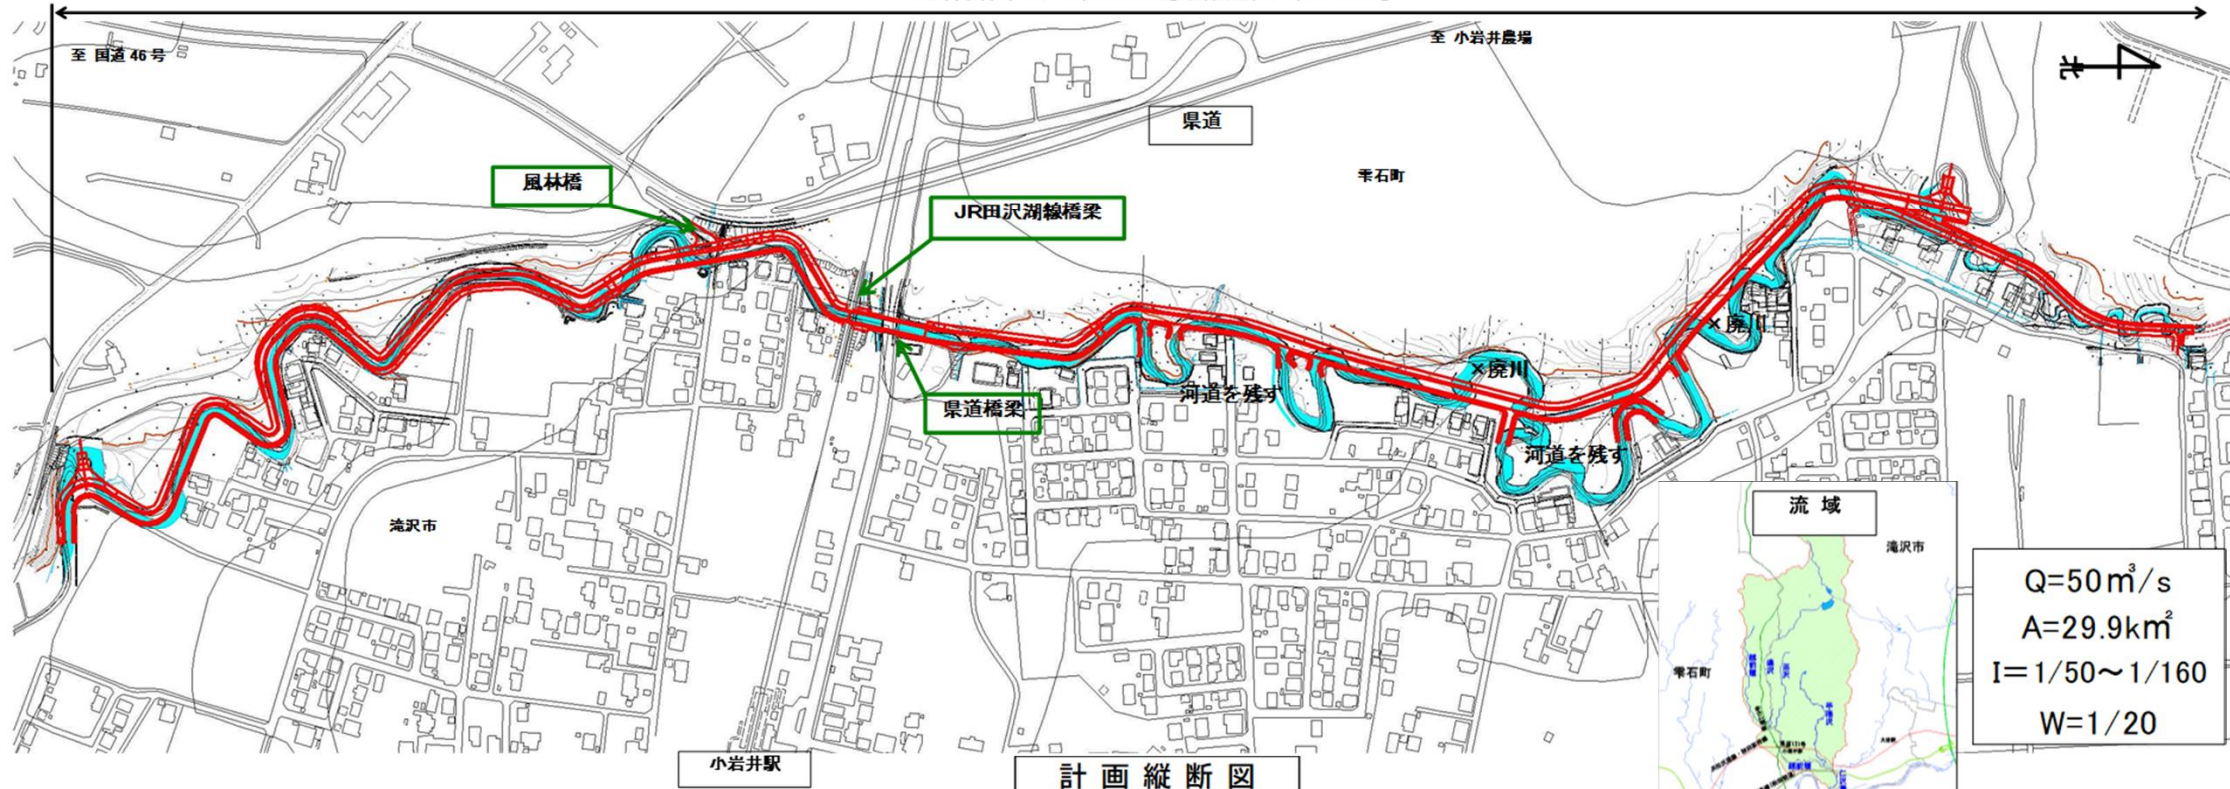 至 国道 46 号
至 小岩井農場
北
県道
風林橋
雫石町
JR田沢湖線橋梁
×廃川
×廃川
河道を残す
県道橋梁
河道を残す
滝沢市
流 域
滝沢市
雫石町
Q=50㎥/s
A=29.9k㎡
I=1/50～1/160
W=1/20
小岩井駅
計 画 縦 断 図